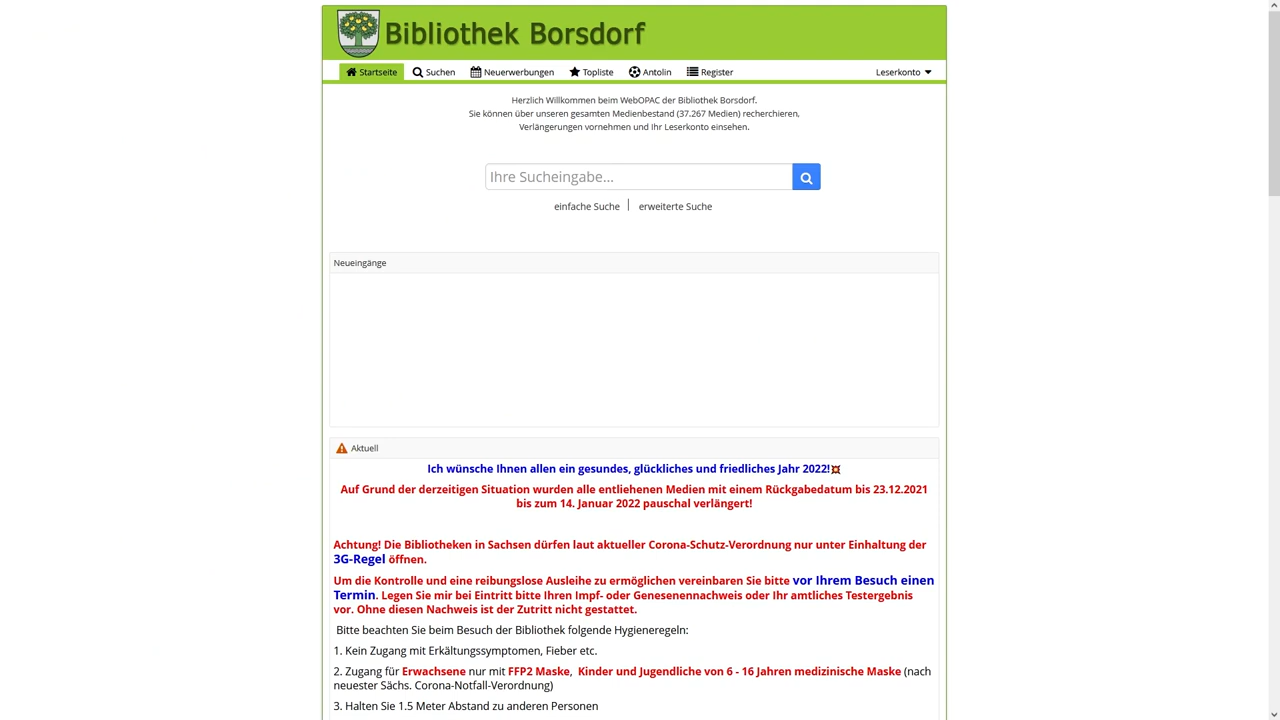 Bibliothek Borsdorf
Startseite Suchen Neuerwerbungen Topliste Antolin Register Leserkonto
Herzlich Willkommen beim WebOPAC der Bibliothek Borsdorf.
Sie können über unseren gesamten Medienbestand (37.267 Medien) recherchieren,
Verlängerungen vornehmen und Ihr Leserkonto einsehen.
Ihre Sucheingabe...
einfache Suche | erweiterte Suche
Neueingänge
Aktuell
Ich wünsche Ihnen allen ein gesundes, glückliches und friedliches Jahr 2022!
Auf Grund der derzeitigen Situation wurden alle entliehenen Medien mit einem Rückgabedatum bis 23.12.2021
bis zum 14. Januar 2022 pauschal verlängert!
Achtung! Die Bibliotheken in Sachsen dürfen laut aktueller Corona-Schutz-Verordnung nur unter Einhaltung der
3G-Regel öffnen.
Um die Kontrolle und eine reibungslose Ausleihe zu ermöglichen vereinbaren Sie bitte vor Ihrem Besuch einen
Termin. Legen Sie mir bei Eintritt bitte Ihren Impf- oder Genesenennachweis oder Ihr amtliches Testergebnis
vor. Ohne diesen Nachweis ist der Zutritt nicht gestattet.
Bitte beachten Sie beim Besuch der Bibliothek folgende Hygieneregeln:
1. Kein Zugang mit Erkältungssymptomen, Fieber etc.
2. Zugang für Erwachsene nur mit FFP2 Maske, Kinder und Jugendliche von 6 - 16 Jahren medizinische Maske (nach
neuester Sächs. Corona-Notfall-Verordnung)
3. Halten Sie 1.5 Meter Abstand zu anderen Personen